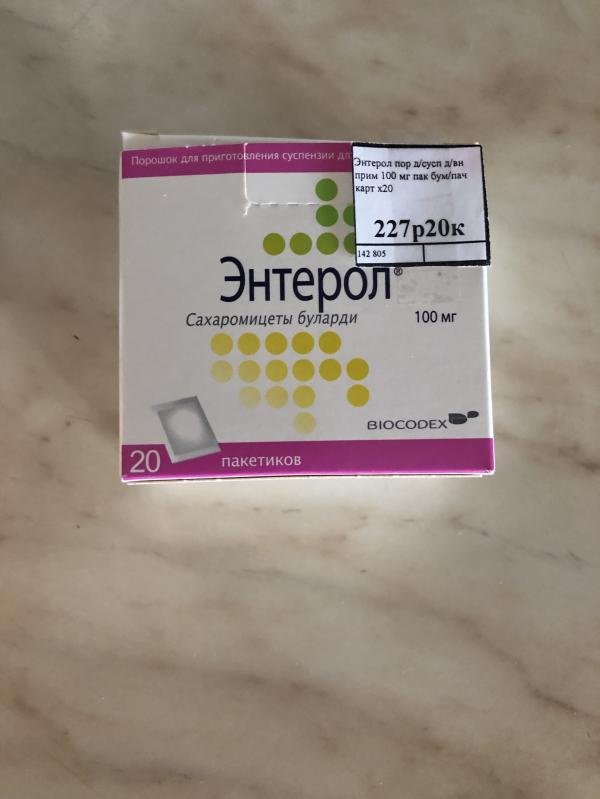 Порошок для приготовления суспензии дл
Энтерол пор д/сусп д/вн
прим 100 мг пак бум/пач
карт х20
227р20к
142 805
Энтерол®
Сахаромицеты буларди
100 мг
BIOCODEX
20
пакетиков